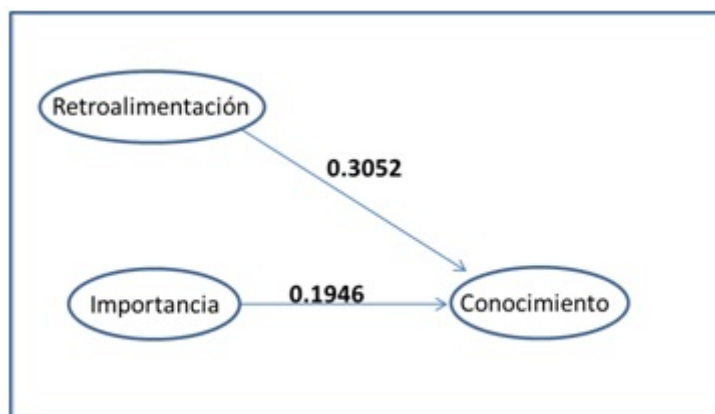 Retroalimentación
0.3052
Importancia
0.1946
Conocimiento